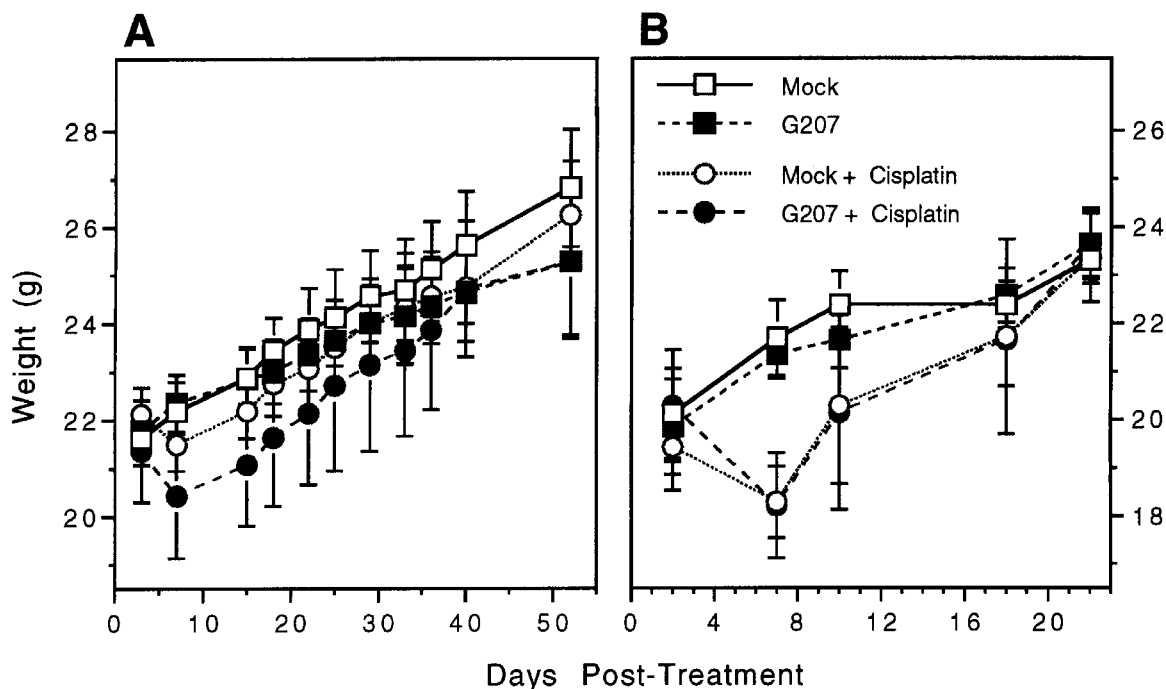 A
B
Weight (g)
28
26
24
22
20
0
10
20
30
40
50
Mock
G207
Mock + Cisplatin
G207 + Cisplatin
26
24
22
20
18
0
4
8
12
16
20
Days Post-Treatment